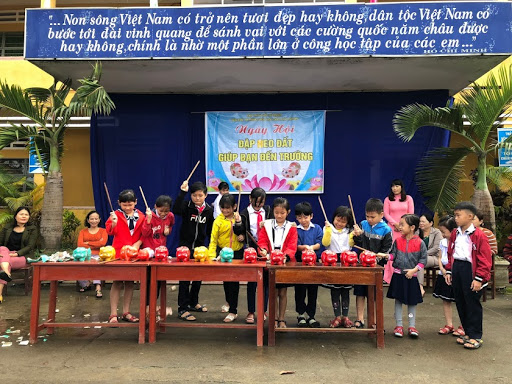 "... Non sông Việt Nam có trở nên tươi đẹp hay không, dân tộc Việt Nam có
bước tới đài vinh quang để sánh vai với các cường quốc năm châu được
hay không, chính là nhờ một phần lớn ở công học tập của các em..."
HỒ CHÍ MINH
Ngày Hội
ĐẬP HEO ĐẤT
GIÚP BẠN ĐẾN TRƯỜNG